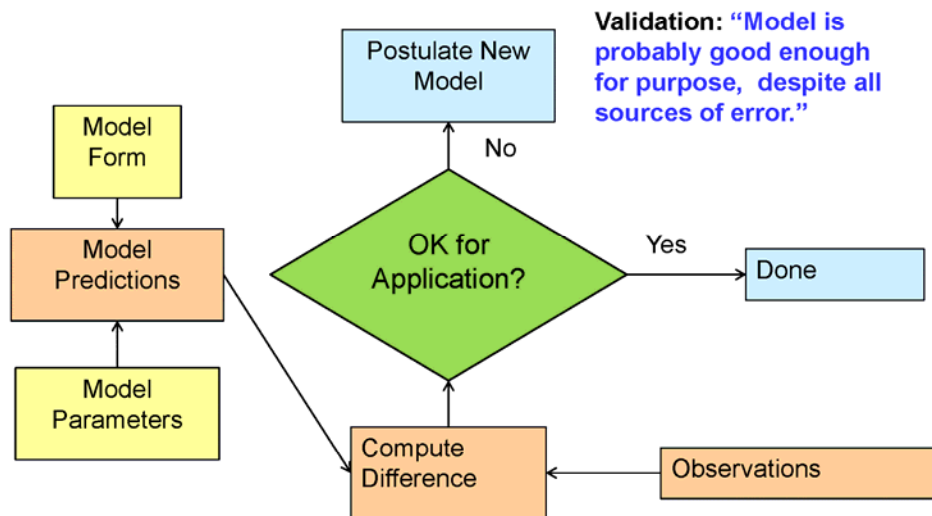 Validation: “Model is
probably good enough
for purpose, despite all
sources of error.”
Postulate New
Model
No
Model
Form
Model
Predictions
OK for
Application?
Yes
Done
Model
Parameters
Compute
Difference
Observations